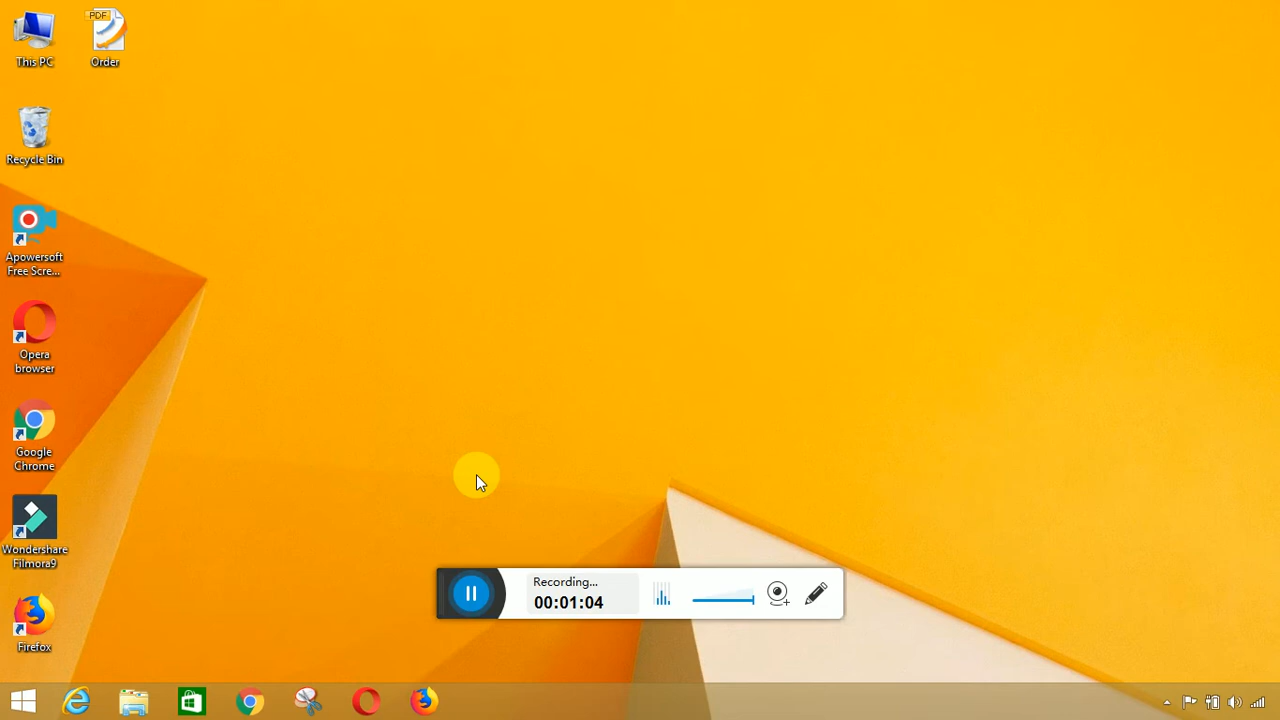 This PC
PDF
Order
Recycle Bin
Apowersoft
Free Scre...
Opera
browser
Google
Chrome
Wondershare
Filmora9
Firefox
Recording...
00:01:04